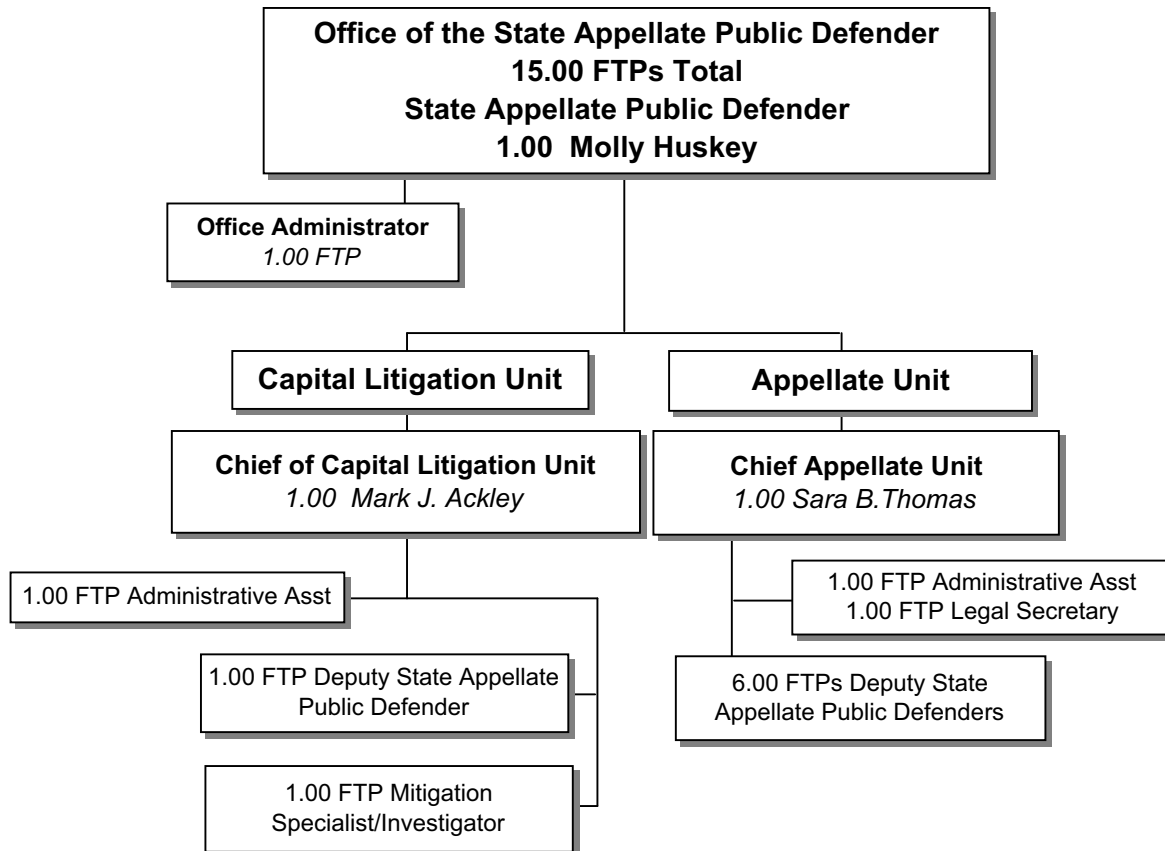 Office of the State Appellate Public Defender
15.00 FTPs Total
State Appellate Public Defender
1.00 Molly Huskey
Office Administrator
1.00 FTP
Capital Litigation Unit
Appellate Unit
Chief of Capital Litigation Unit
1.00 Mark J. Ackley
Chief Appellate Unit
1.00 Sara B.Thomas
1.00 FTP Administrative Asst
1.00 FTP Deputy State Appellate
Public Defender
1.00 FTP Mitigation
Specialist/Investigator
1.00 FTP Administrative Asst
1.00 FTP Legal Secretary
6.00 FTPs Deputy State
Appellate Public Defenders